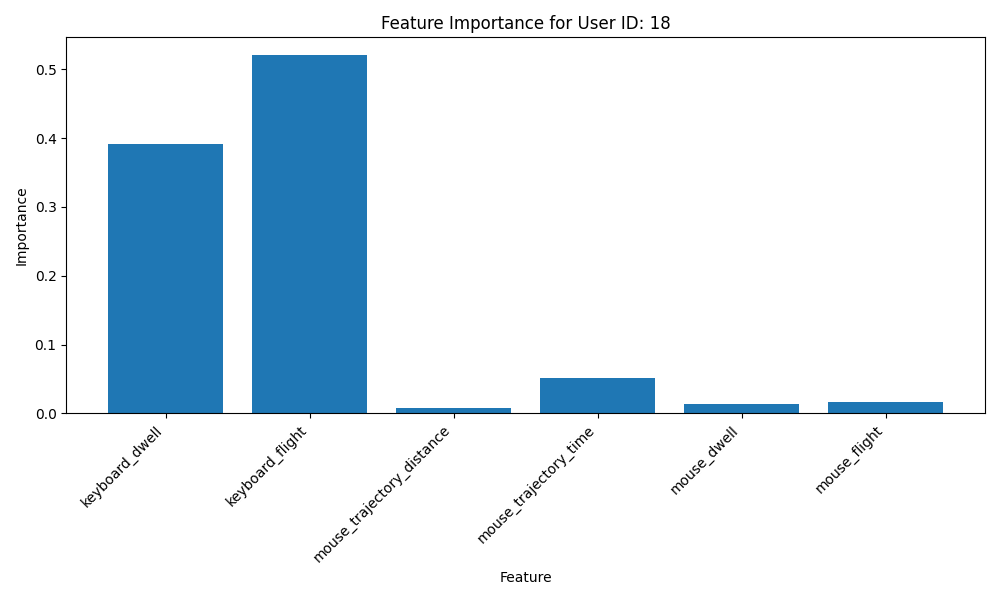 Feature Importance for User ID: 18
Importance
0.5
0.4
0.3
0.2
0.1
0.0
keyboard_dwell
keyboard_flight
mouse_trajectory_distance
mouse_trajectory_time
mouse_dwell
mouse_flight
Feature